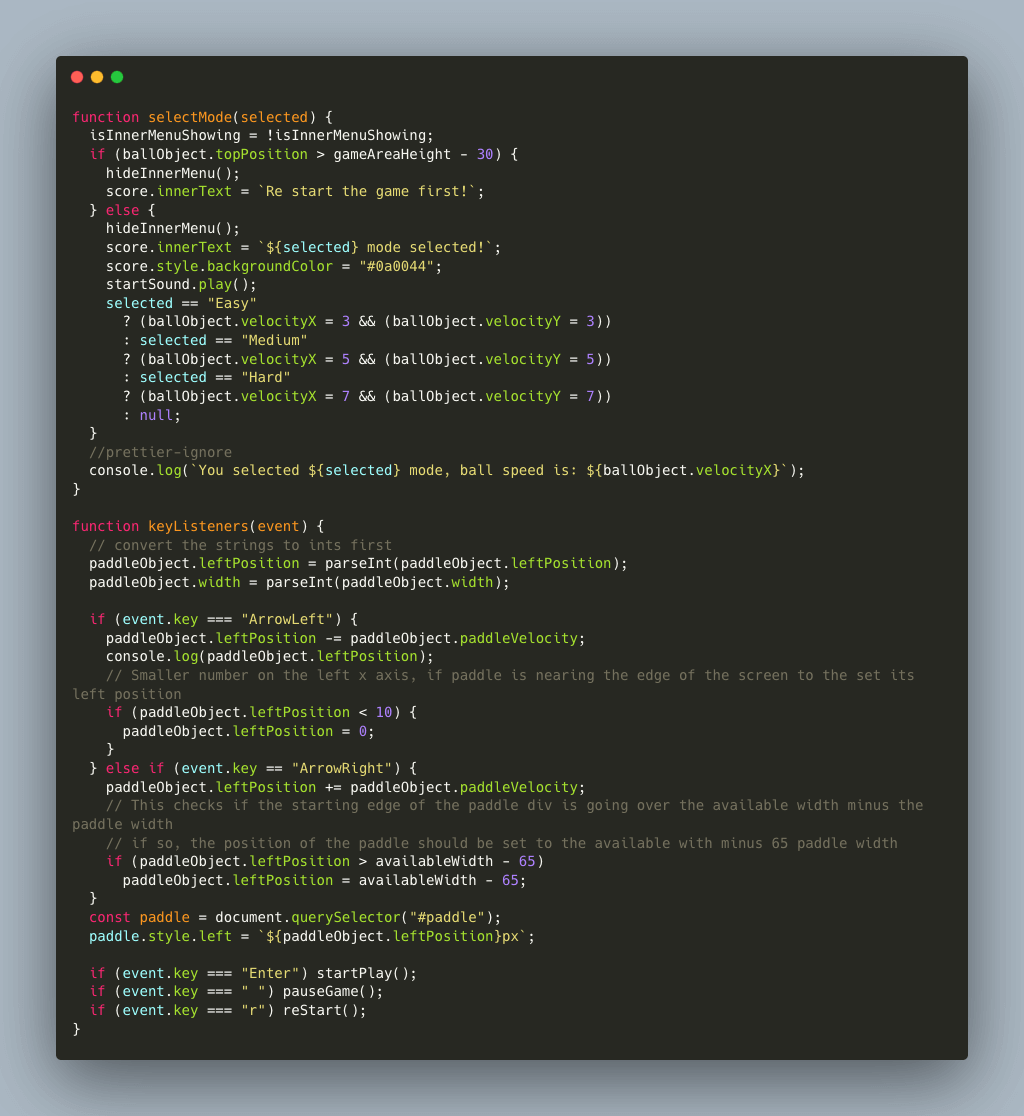 function selectMode(selected) {
  isInnerMenuShowing = !isInnerMenuShowing;
  if (ballObject.topPosition > gameAreaHeight - 30) {
    hideInnerMenu();
    score.innerText = `Re start the game first!`;
  } else {
    hideInnerMenu();
    score.innerText = `${selected} mode selected!`;
    score.style.backgroundColor = "#0a0044";
    startSound.play();
    selected == "Easy"
      ? (ballObject.velocityX = 3 && (ballObject.velocityY = 3))
      : selected == "Medium"
      ? (ballObject.velocityX = 5 && (ballObject.velocityY = 5))
      : selected == "Hard"
      ? (ballObject.velocityX = 7 && (ballObject.velocityY = 7))
      : null;
  }
  //prettier-ignore
  console.log(`You selected ${selected} mode, ball speed is: ${ballObject.velocityX}`);
}

function keyListeners(event) {
  // convert the strings to ints first
  paddleObject.leftPosition = parseInt(paddleObject.leftPosition);
  paddleObject.width = parseInt(paddleObject.width);

  if (event.key === "ArrowLeft") {
    paddleObject.leftPosition -= paddleObject.paddleVelocity;
    console.log(paddleObject.leftPosition);
    // Smaller number on the left x axis, if paddle is nearing the edge of the screen to the set its
left position
    if (paddleObject.leftPosition < 10) {
      paddleObject.leftPosition = 0;
    }
  } else if (event.key == "ArrowRight") {
    paddleObject.leftPosition += paddleObject.paddleVelocity;
    // This checks if the starting edge of the paddle div is going over the available width minus the
paddle width
    // if so, the position of the paddle should be set to the available with minus 65 paddle width
    if (paddleObject.leftPosition > availableWidth - 65)
      paddleObject.leftPosition = availableWidth - 65;
  }
  const paddle = document.querySelector("#paddle");
  paddle.style.left = `${paddleObject.leftPosition}px`;

  if (event.key === "Enter") startPlay();
  if (event.key === " ") pauseGame();
  if (event.key === "r") reStart();
}